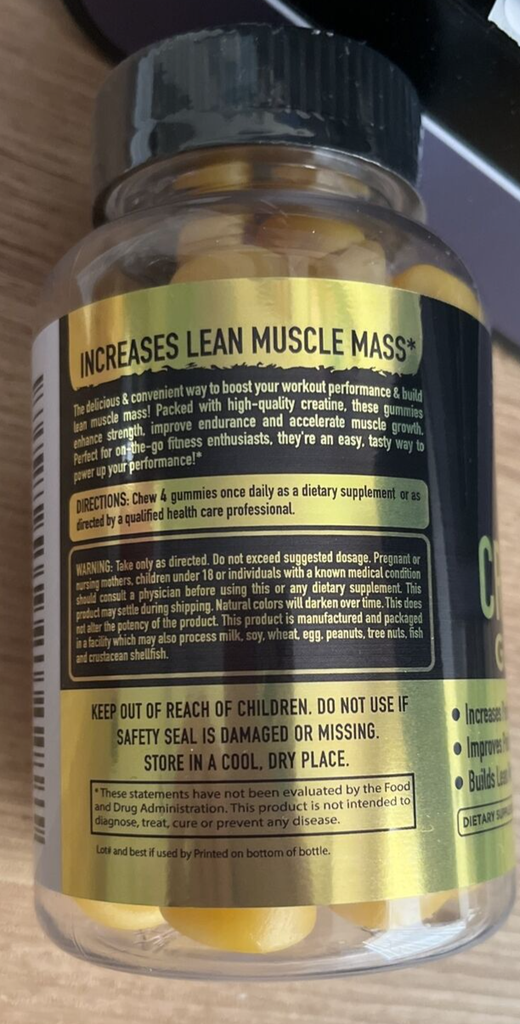 INCREASES LEAN MUSCLE MASS*
The delicious & convenient way to boost your workout performance & build
lean muscle mass! Packed with high-quality creatine, these gummies
enhance strength, improve endurance and accelerate muscle growth.
Perfect for on-the-go fitness enthusiasts, they're an easy, tasty way to
power up your performance!*
DIRECTIONS: Chew 4 gummies once daily as a dietary supplement or as
directed by a qualified health care professional.
WARNING: Take only as directed. Do not exceed suggested dosage. Pregnant or
nursing mothers, children under 18 or individuals with a known medical condition
should consult a physician before using this or any dietary supplement. This
product may settle during shipping. Natural colors will darken over time. This does
not alter the potency of the product. This product is manufactured and packaged
in a facility which may also process milk, soy, wheat, egg, peanuts, tree nuts, fish
and crustacean shellfish.
KEEP OUT OF REACH OF CHILDREN. DO NOT USE IF
SAFETY SEAL IS DAMAGED OR MISSING.
STORE IN A COOL, DRY PLACE.
*These statements have not been evaluated by the Food
and Drug Administration. This product is not intended to
diagnose, treat, cure or prevent any disease.
Lot# and best if used by Printed on bottom of bottle.
• Increases
• Improves
• Builds
DIETARY